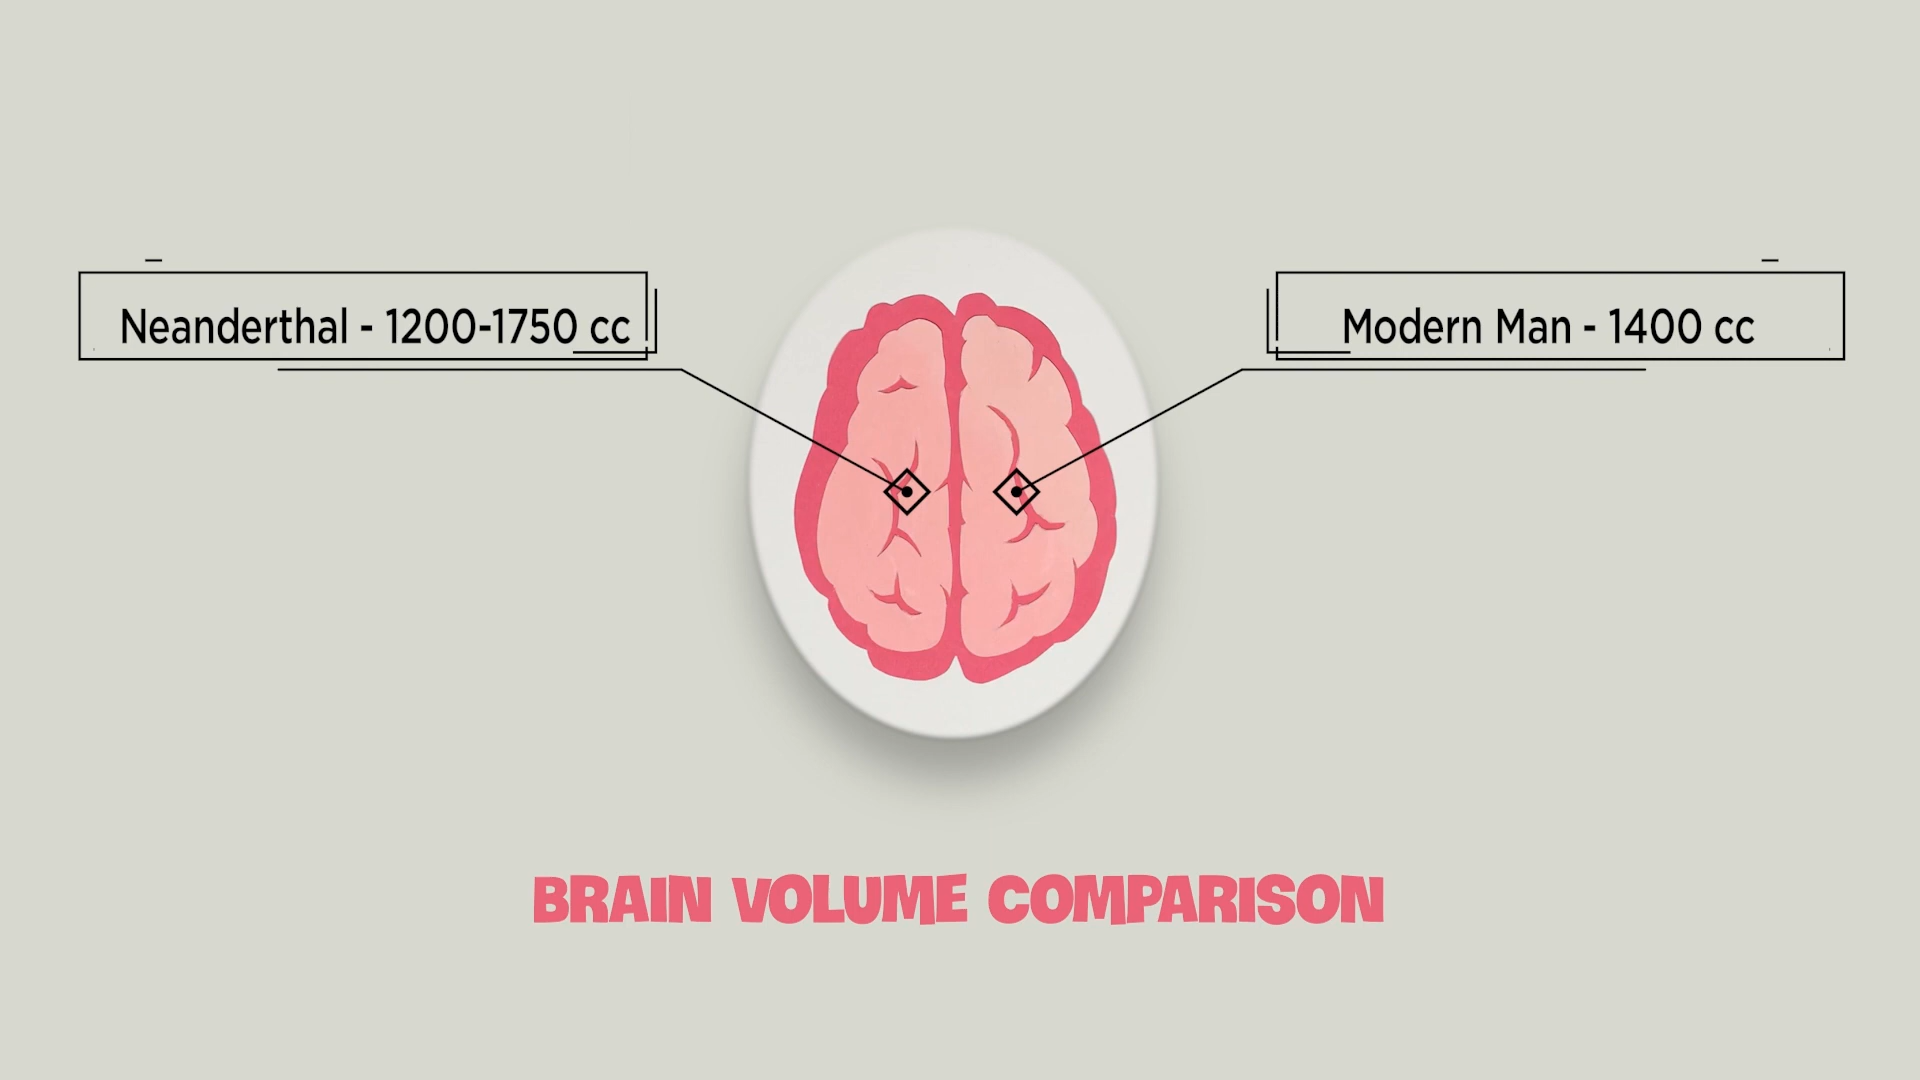 Neanderthal - 1200-1750 cc
Modern Man - 1400 cc
BRAIN VOLUME COMPARISON